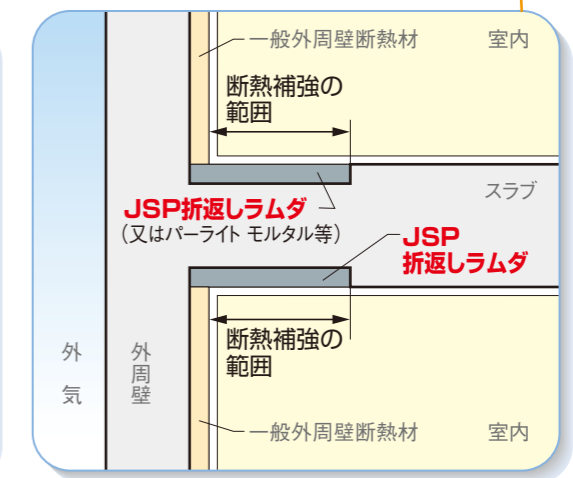 一般外周壁断熱材
室内
断熱補強の
範囲
スラブ
JSP折返しラムダ
（又はパーライト モルタル等）
JSP
折返しラムダ
断熱補強の
範囲
外気
外周壁
一般外周壁断熱材
室内